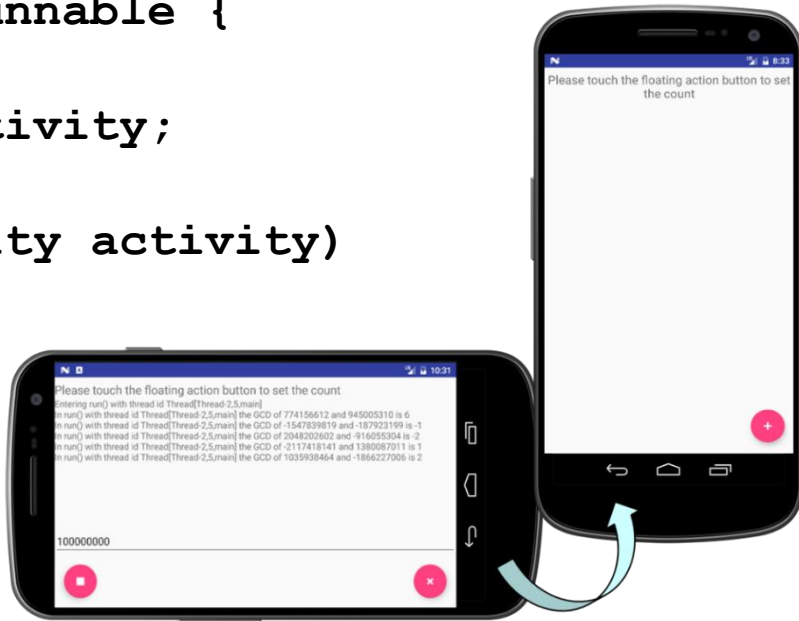 unnable {
tivity;
ity activity)
8:33
Please touch the floating action button to set
the count
10:31
Please touch the floating action button to set the count
Entering run() with thread id Thread[Thread-2,5,main]
In run() with thread id Thread[Thread-2,5,main] the GCD of 774156612 and 945005310 is 6
In run() with thread id Thread[Thread-2,5,main] the GCD of -1547839819 and -187923199 is -1
In run() with thread id Thread[Thread-2,5,main] the GCD of 2048202602 and -916055304 is -2
In run() with thread id Thread[Thread-2,5,main] the GCD of -2117418141 and 1380087011 is 1
In run() with thread id Thread[Thread-2,5,main] the GCD of 1035938464 and -1866227006 is 2
100000000